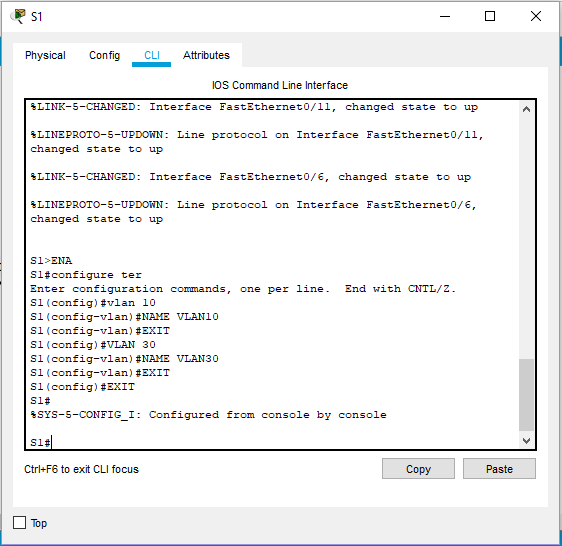 S1
Physical
Config
CLI
Attributes
IOS Command Line Interface
%LINK-5-CHANGED: Interface FastEthernet0/11, changed state to up
%LINEPROTO-5-UPDOWN: Line protocol on Interface FastEthernet0/11,
changed state to up
%LINK-5-CHANGED: Interface FastEthernet0/6, changed state to up
%LINEPROTO-5-UPDOWN: Line protocol on Interface FastEthernet0/6,
changed state to up
S1>ENA
S1#configure ter
Enter configuration commands, one per line.  End with CNTL/Z.
S1(config)#vlan 10
S1(config-vlan)#NAME VLAN10
S1(config-vlan)#EXIT
S1(config)#VLAN 30
S1(config-vlan)#NAME VLAN30
S1(config-vlan)#EXIT
S1(config)#EXIT
S1#
%SYS-5-CONFIG_I: Configured from console by console
S1#
Ctrl+F6 to exit CLI focus
Copy
Paste
Top